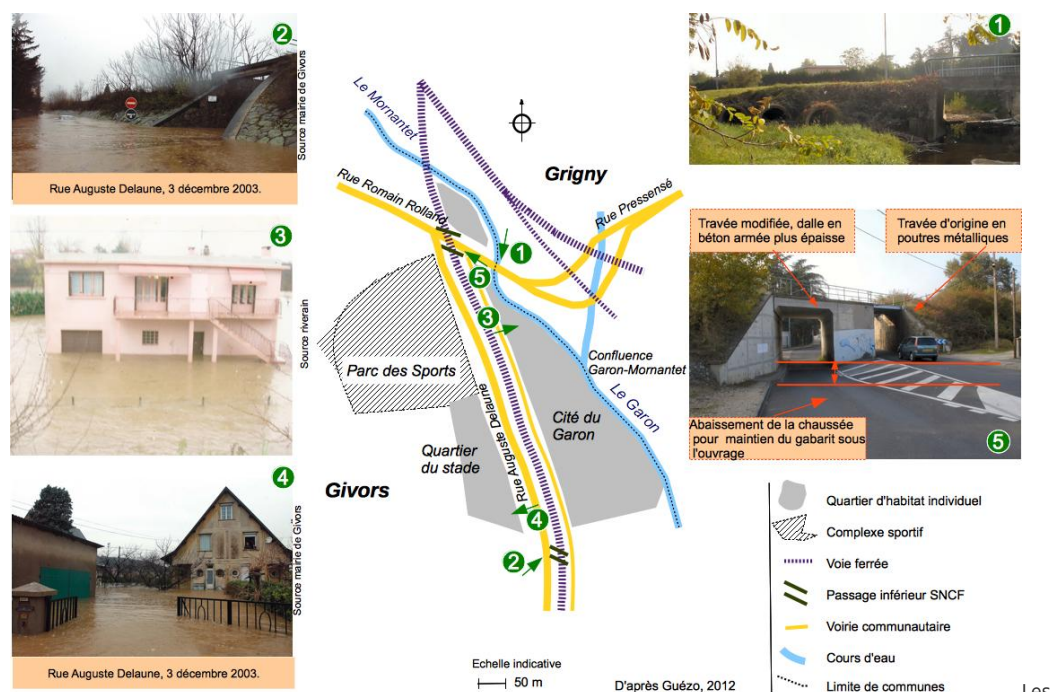 2
Source mairie de Givors
Rue Auguste Delaune, 3 décembre 2003.
3
Source riverain
4
Source mairie de Givors
Rue Auguste Delaune, 3 décembre 2003.
Le Mornantet
Grigny
Rue Romain Rolland
Rue Pressensé
1
5
3
Parc des Sports
Confluence
Garon-Mornantet
Le Garon
Rue Auguste Delaune
Cité du
Garon
Quartier
du stade
Givors
4
2
Echelle indicative
50 m
D'après Guézo, 2012
1
Travée modifiée, dalle en
béton armée plus épaisse
Travée d'origine en
poutres métalliques
Abaissement de la chaussée
pour maintien du gabarit sous
l'ouvrage
5
Quartier d'habitat individuel
Complexe sportif
Voie ferrée
Passage inférieur SNCF
Voirie communautaire
Cours d'eau
Limite de communes
Les